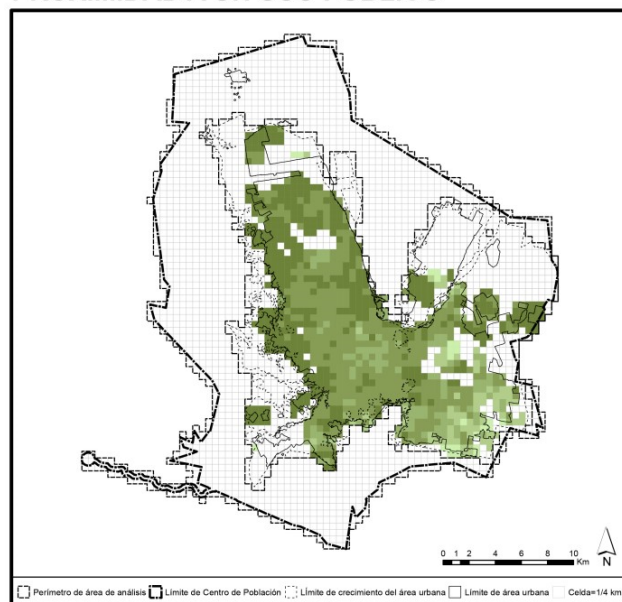 N
0 1 2 4 6 8 10
Km
Perímetro de área de análisis Límite de Centro de Población Límite de crecimiento del área urbana Límite de área urbana Celda=1/4 km